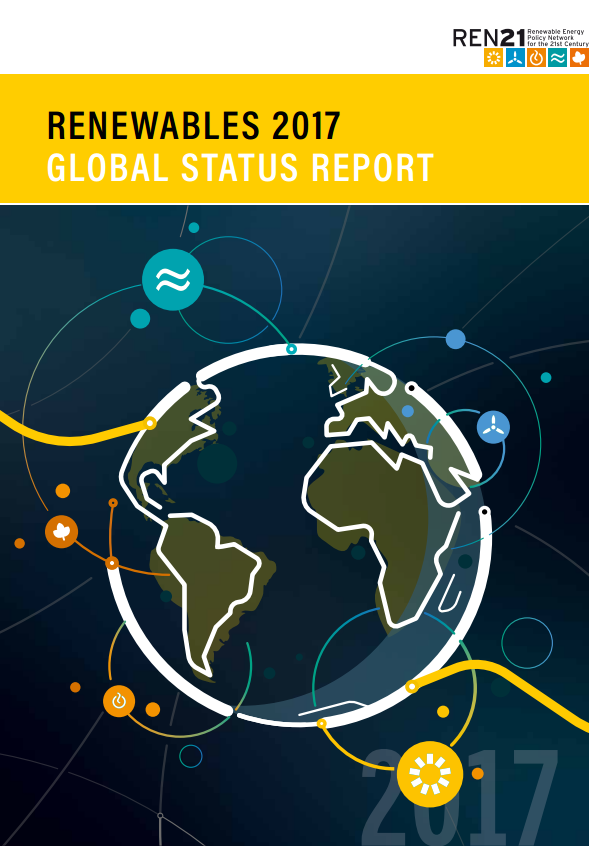 REN21
Renewable Energy
Policy Network
for the 21st Century
RENEWABLES 2017
GLOBAL STATUS REPORT
2017